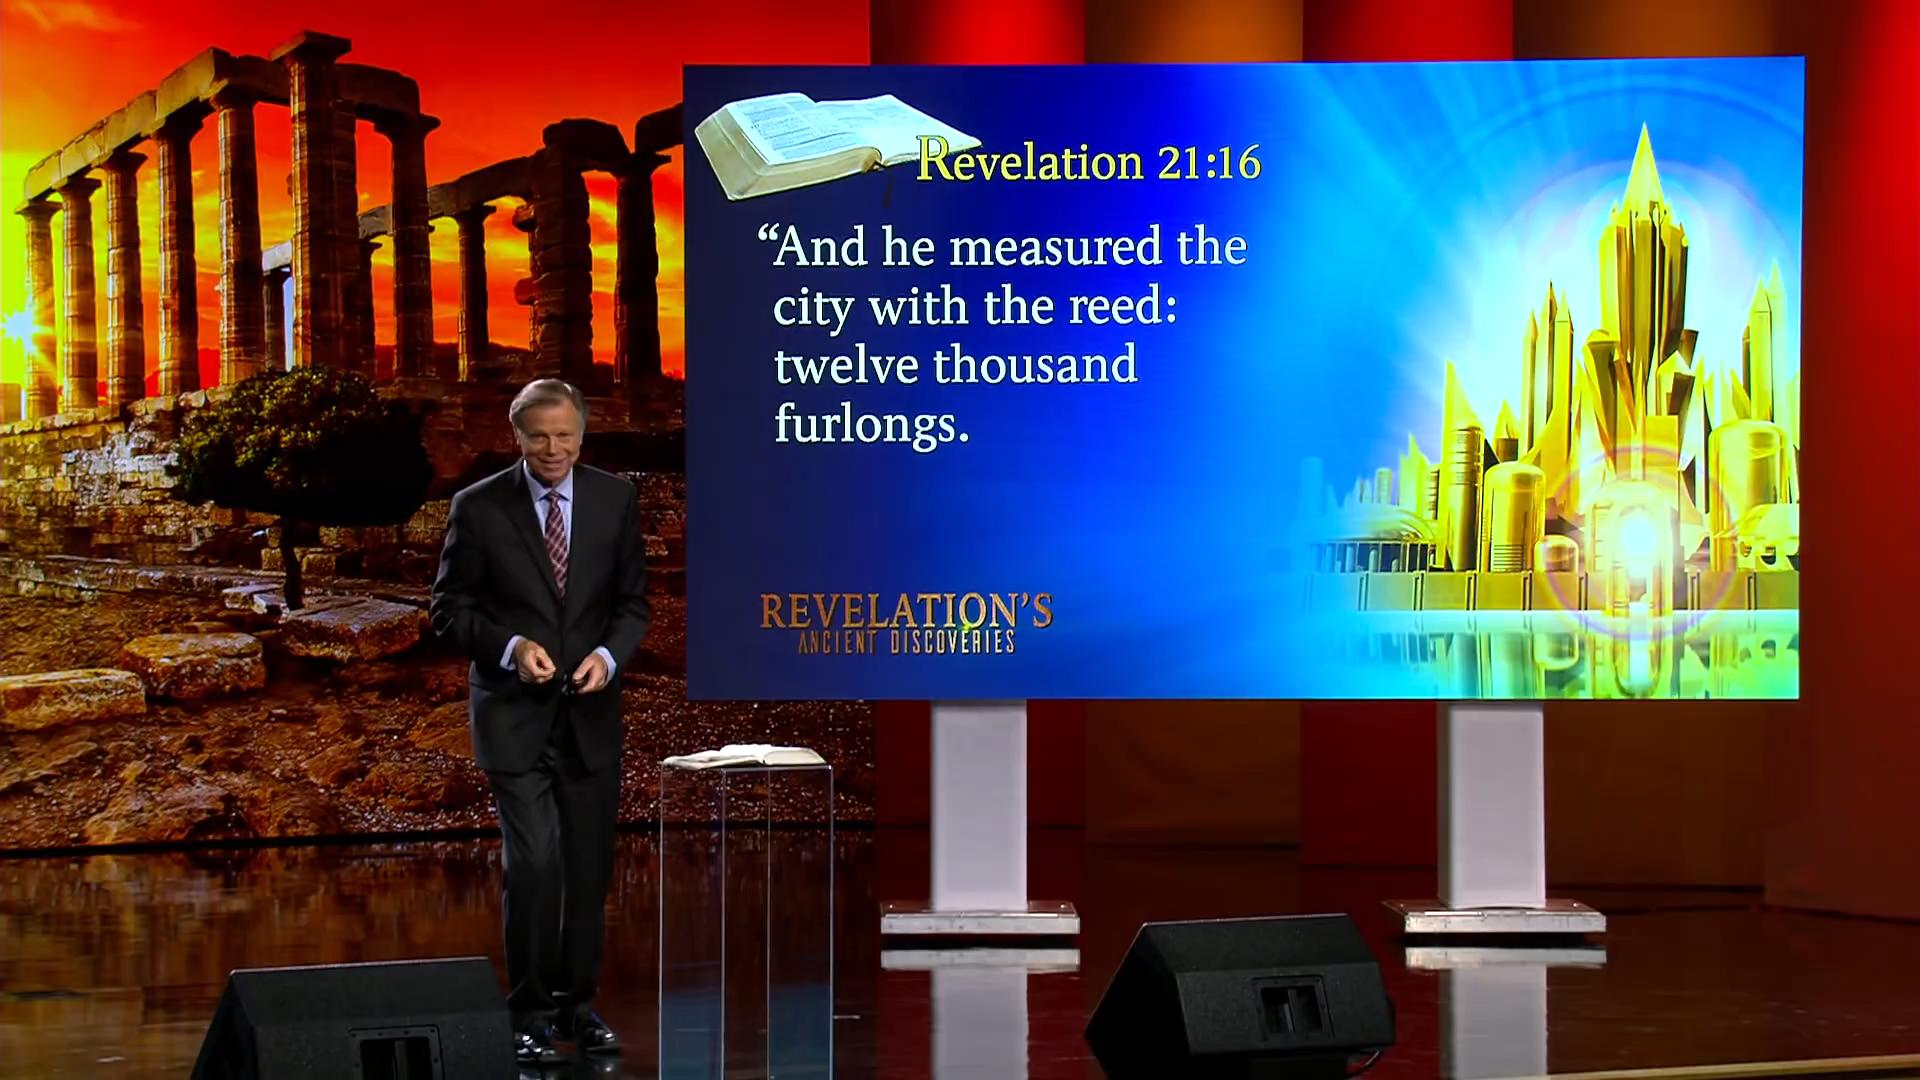 Revelation 21:16
“And he measured the
city with the reed:
twelve thousand
furlongs.
REVELATION’S
ANCIENT DISCOVERIES